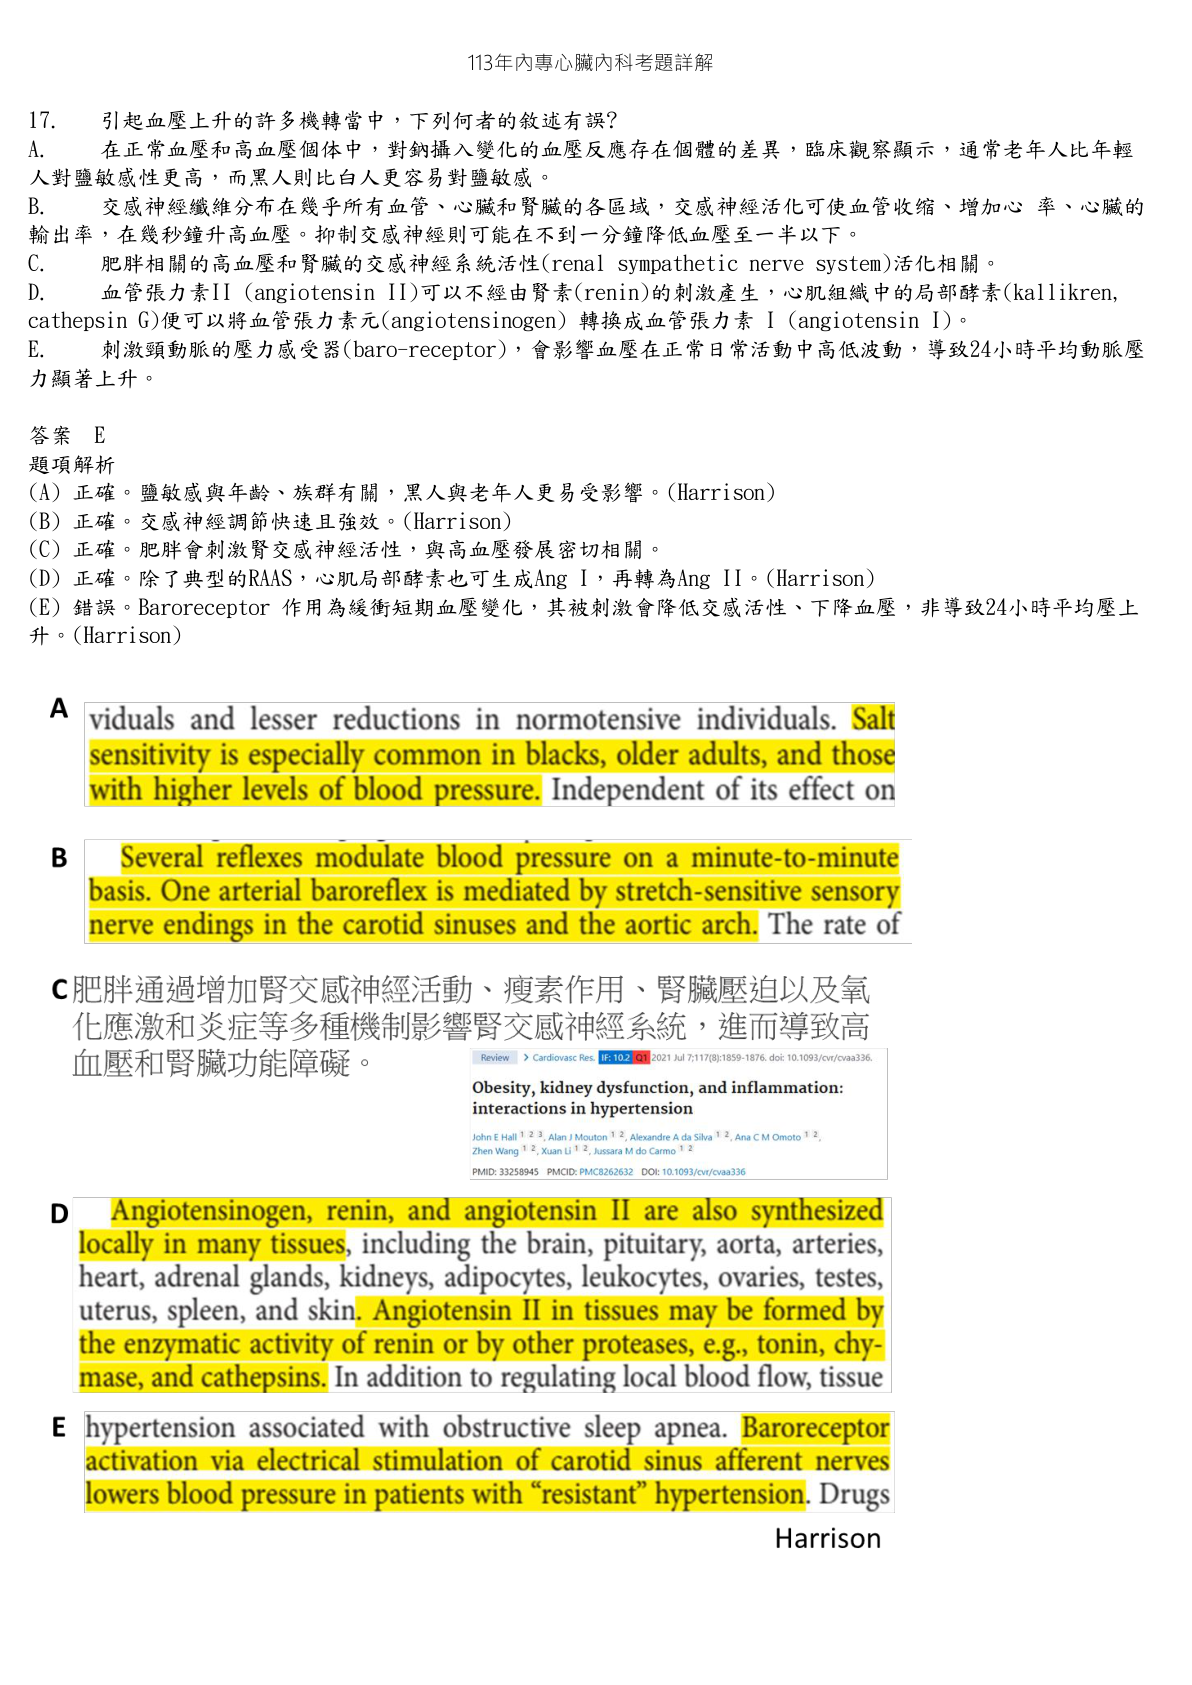 113年內專心臟內科考題詳解
17. 引起血壓上升的許多機轉當中，下列何者的敘述有誤?
A. 在正常血壓和高血壓個体中，對鈉攝入變化的血壓反應存在個體的差異，臨床觀察顯示，通常老年人比年輕
人對鹽敏感性更高，而黑人則比白人更容易對鹽敏感。
B. 交感神經纖維分布在幾乎所有血管、心臟和腎臟的各區域，交感神經活化可使血管收缩、增加心 率、心臟的
輸出率，在幾秒鐘升高血壓。抑制交感神經則可能在不到一分鐘降低血壓至一半以下。
C. 肥胖相關的高血壓和腎臟的交感神經系統活性(renal sympathetic nerve system)活化相關。
D. 血管張力素II (angiotensin II)可以不經由腎素(renin)的刺激產生，心肌組織中的局部酵素(kallikren,
cathepsin G)便可以將血管張力素元(angiotensinogen) 轉換成血管張力素 I (angiotensin I)。
E. 刺激頸動脈的壓力感受器(baro-receptor)，會影響血壓在正常日常活動中高低波動，導致24小時平均動脈壓
力顯著上升。
答案 E
題項解析
(A) 正確。鹽敏感與年齡、族群有關，黑人與老年人更易受影響。(Harrison)
(B) 正確。交感神經調節快速且強效。(Harrison)
(C) 正確。肥胖會刺激腎交感神經活性，與高血壓發展密切相關。
(D) 正確。除了典型的RAAS，心肌局部酵素也可生成Ang I，再轉為Ang II。(Harrison)
(E) 錯誤。Baroreceptor 作用為緩衝短期血壓變化，其被刺激會降低交感活性、下降血壓，非導致24小時平均壓上
升。(Harrison)
A
viduals and lesser reductions in normotensive individuals. Salt
sensitivity is especially common in blacks, older adults, and those
with higher levels of blood pressure. Independent of its effect on
B
Several reflexes modulate blood pressure on a minute-to-minute
basis. One arterial baroreflex is mediated by stretch-sensitive sensory
nerve endings in the carotid sinuses and the aortic arch. The rate of
C 肥胖通過增加腎交感神經活動、瘦素作用、腎臟壓迫以及氧
化應激和炎症等多種機制影響腎交感神經系統，進而導致高
血壓和腎臟功能障礙。
Review > Cardiovasc Res. IF: 10.2 Q1 2021 Jul 7;117(8):1859-1876. doi: 10.1093/cvr/cvaa336.
Obesity, kidney dysfunction, and inflammation:
interactions in hypertension
John E Hall 1 2 3, Alan J Mouton 1 2, Alexandre A da Silva 1 2, Ana C M Omoto 1 2,
Zhen Wang 1 2, Xuan Li 1 2, Jussara M do Carmo 1 2
PMID: 33258945 PMCID: PMC8262632 DOI: 10.1093/cvr/cvaa336
D
Angiotensinogen, renin, and angiotensin II are also synthesized
locally in many tissues, including the brain, pituitary, aorta, arteries,
heart, adrenal glands, kidneys, adipocytes, leukocytes, ovaries, testes,
uterus, spleen, and skin. Angiotensin II in tissues may be formed by
the enzymatic activity of renin or by other proteases, e.g., tonin, chy-
mase, and cathepsins. In addition to regulating local blood flow, tissue
E
hypertension associated with obstructive sleep apnea. Baroreceptor
activation via electrical stimulation of carotid sinus afferent nerves
lowers blood pressure in patients with “resistant” hypertension. Drugs
Harrison